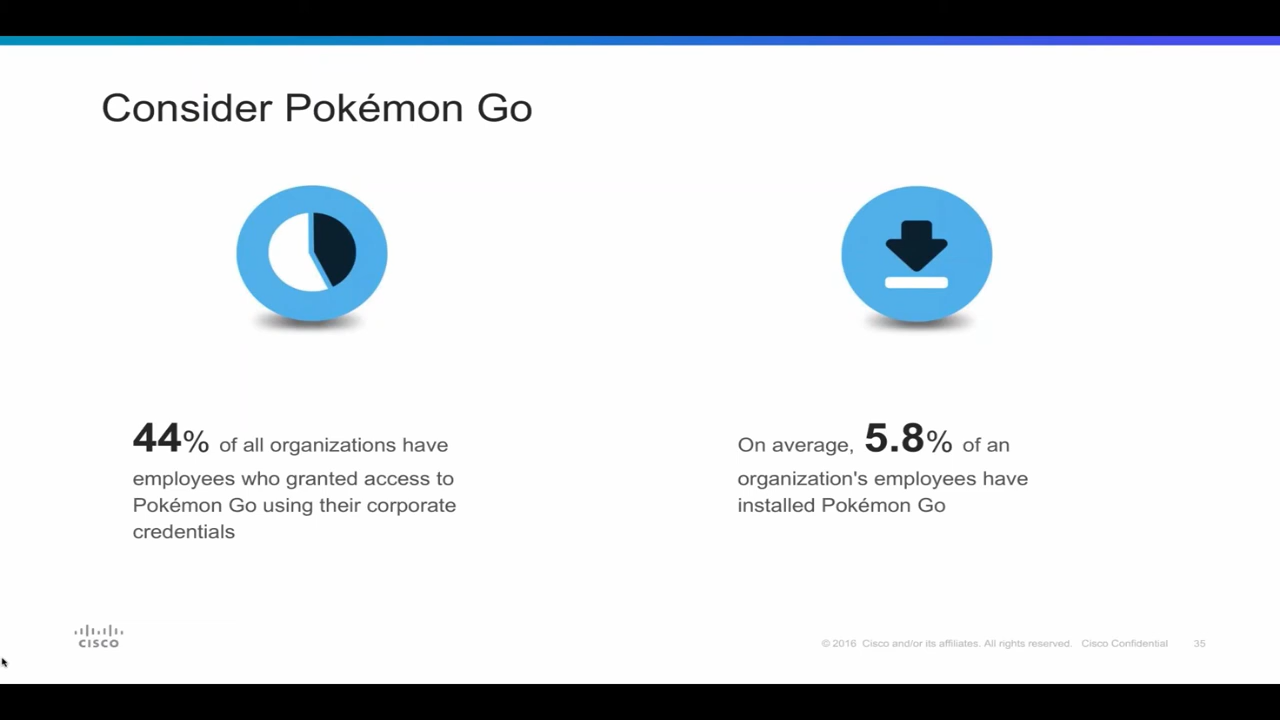 Consider Pokémon Go
44% of all organizations have
employees who granted access to
Pokémon Go using their corporate
credentials
On average, 5.8% of an
organization's employees have
installed Pokémon Go
CISCO
© 2016 Cisco and/or its affiliates. All rights reserved. Cisco Confidential 35